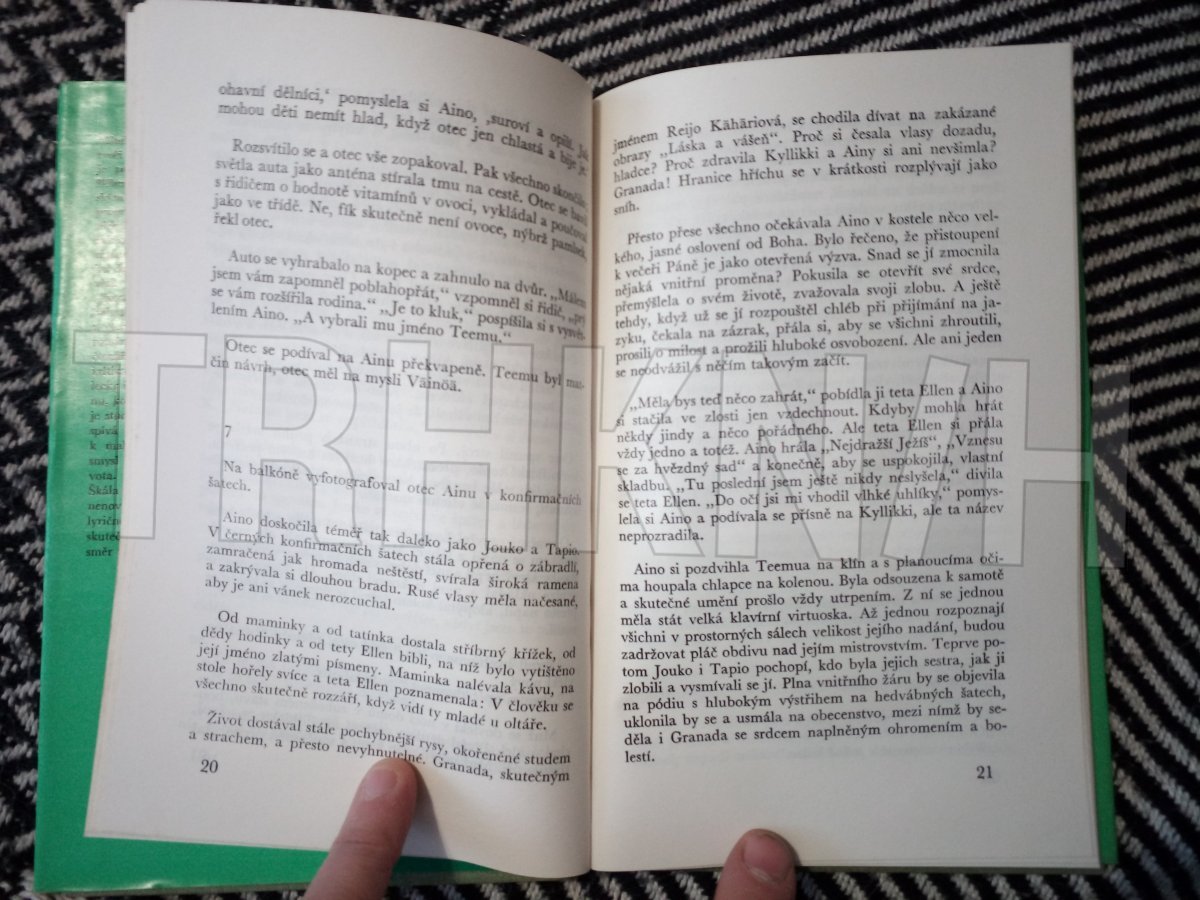 ohavní dělníci,‘ pomyslela si Aino, ‚suroví a opilí. Jak
mohou děti nemít hlad, když otec jen chlastá a bije je.‘
Rozsvítilo se a otec vše zopakoval. Pak všechno skončilo,
světla auta jako anténa stírala tmu na cestě. Otec se bavil
s řidičem o hodnotě vitamínů v ovoci, vykládal a poučoval
jako ve třídě. Ne, fík skutečně není ovoce, nýbrž pamlsek,
řekl otec.
Auto se vyhrabalo na kopec a zahnulo na dvůr. „Málem
jsem vám zapomněl poblahopřát,“ vzpomněl si řidič, „prý
se vám rozšířila rodina.“ „Je to kluk,“ pospíšila si s vysvět-
lením Aino. „A vybrali mu jméno Teemu.“
Otec se podíval na Ainu překvapeně. Teemu byl mat-
čin návrh, otec měl na mysli Väinöä.
7
Na balkóně vyfotografoval otec Ainu v konfirmačních
šatech.
Aino doskočila téměř tak daleko jako Jouko a Tapio.
V černých konfirmačních šatech stála opřená o zábradlí,
zamračená jak hromada neštěstí, svírala široká ramena
a zakrývala si dlouhou bradu. Rusé vlasy měla načesané,
aby je ani vánek nerozcuchal.
Od maminky a od tatínka dostala stříbrný křížek, od
dědy hodinky a od tety Ellen bibli, na níž bylo vytištěno
její jméno zlatými písmeny. Maminka nalévala kávu, na
stole hořely svíce a teta Ellen poznamenala: V člověku se
všechno skutečně rozzáří, když vidí ty mladé u oltáře.
Život dostával stále pochybnější rysy, okořeněné studem
a strachem, a přesto nevyhnutelné. Granada, skutečným
20
jménem Reijo Kähäriová, se chodila dívat na zakázané
obrazy „Láska a vášeň“. Proč si česala vlasy dozadu,
hladce? Proč zdravila Kyllikki a Ainy si ani nevšimla?
Granada! Hranice hříchu se v krátkosti rozplývají jako
sníh.
Přesto přese všechno očekávala Aino v kostele něco vel-
kého, jasné oslovení od Boha. Bylo řečeno, že přistoupení
k večeři Páně je jako otevřená výzva. Snad se jí zmocnila
nějaká vnitřní proměna? Pokusila se otevřít své srdce,
přemýšlela o svém životě, zvažovala svoji zlobu. A ještě
tehdy, když už se jí rozpouštěl chléb při přijímání na ja-
zyku, čekala na zázrak, přála si, aby se všichni zhroutili,
prosili o milost a prožili hluboké osvobození. Ale ani jeden
se neodvážil s něčím takovým začít.
„Měla bys teď něco zahrát,“ pobídla ji teta Ellen a Aino
si stačila ve zlosti jen vzdechnout. Kdyby mohla hrát
někdy jindy a něco pořádného. Ale teta Ellen si přála
vždy jedno a totéž. Aino hrála „Nejdražší Ježíš“, „Vznesu
se za hvězdný sad“ a konečně, aby se uspokojila, vlastní
skladbu. „Tu poslední jsem ještě nikdy neslyšela,“ divila
se teta Ellen. „Do očí jsi mi vhodil vlhké uhlíky,“ pomys-
lela si Aino a podívala se přísně na Kyllikki, ale ta název
neprozradila.
Aino si pozdvihla Teemua na klín a s planoucíma oči-
ma houpala chlapce na kolenou. Byla odsouzena k samotě
a skutečné umění prošlo vždy utrpením. Z ní se jednou
měla stát velká klavírní virtuoska. Až jednou rozpoznají
všichni v prostorných sálech velikost jejího nadání, budou
zadržovat pláč obdivu nad jejím mistrovstvím. Teprve po-
tom Jouko i Tapio pochopí, kdo byla jejich sestra, jak ji
zlobili a vysmívali se jí. Plna vnitřního žáru by se objevila
na pódiu s hlubokým výstřihem na hedvábných šatech,
uklonila by se a usmála na obecenstvo, mezi nímž by se-
děla i Granada se srdcem naplněným ohromením a bo-
lestí.
21
TRHKNIH
je
spívá
k
smysl
vota.
Škála
nenov
lyričn
skuteč
směr